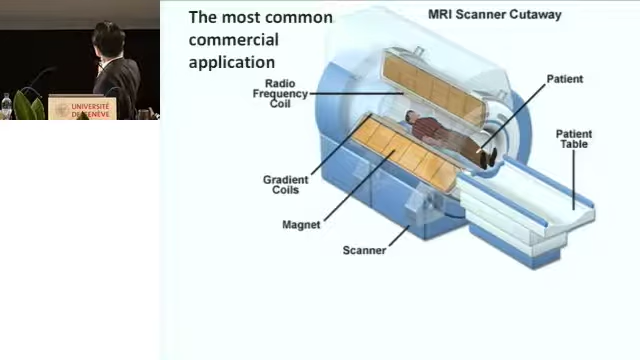 The most common
commercial
application
MRI Scanner Cutaway
Radio
Frequency
Coil
Patient
Patient
Table
Gradient
Coils
Magnet
Scanner
UNIVERSITÉ
DE GENÈVE